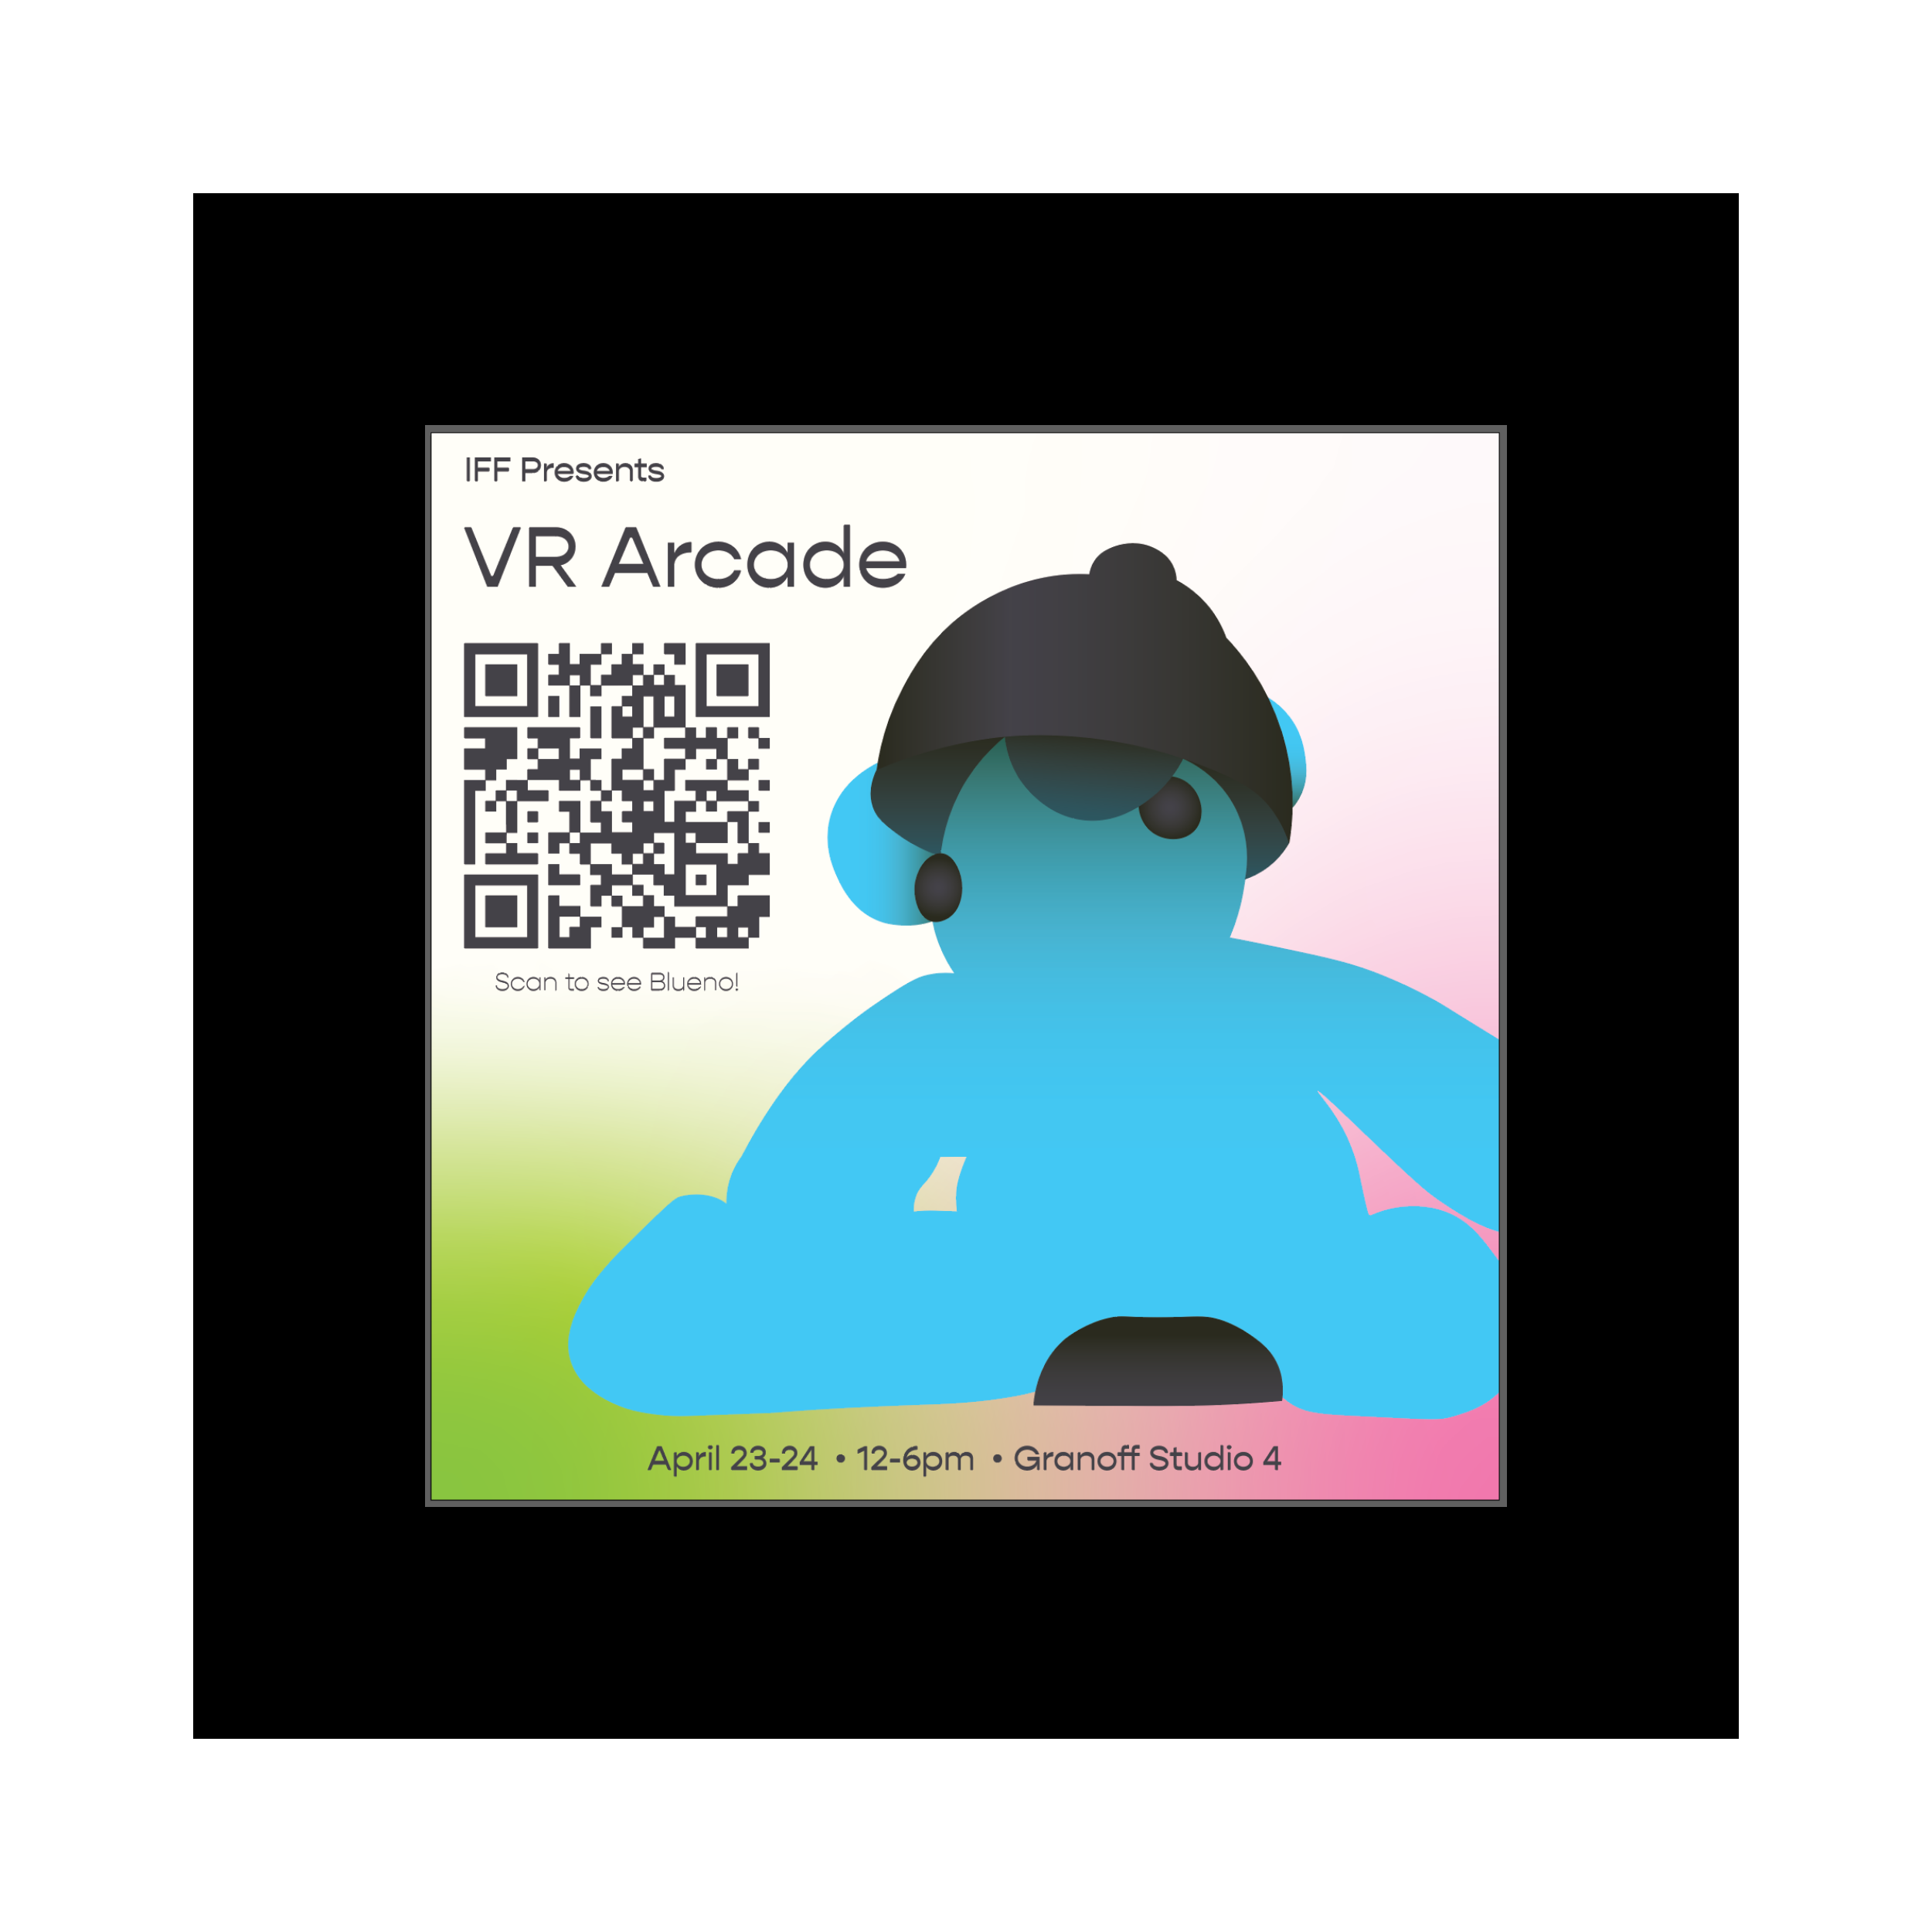 IFF Presents
VR Arcade
Scan to see Blueno!
April 23-24 • 12-6pm • Granoff Studio 4